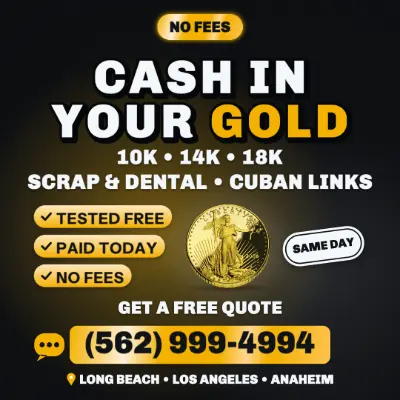 NO FEES
CASH IN
YOUR GOLD
10K • 14K • 18K
SCRAP & DENTAL • CUBAN LINKS
✓ TESTED FREE
✓ PAID TODAY
✓ NO FEES
SAME DAY
GET A FREE QUOTE
(562) 999-4994
LONG BEACH • LOS ANGELES • ANAHEIM